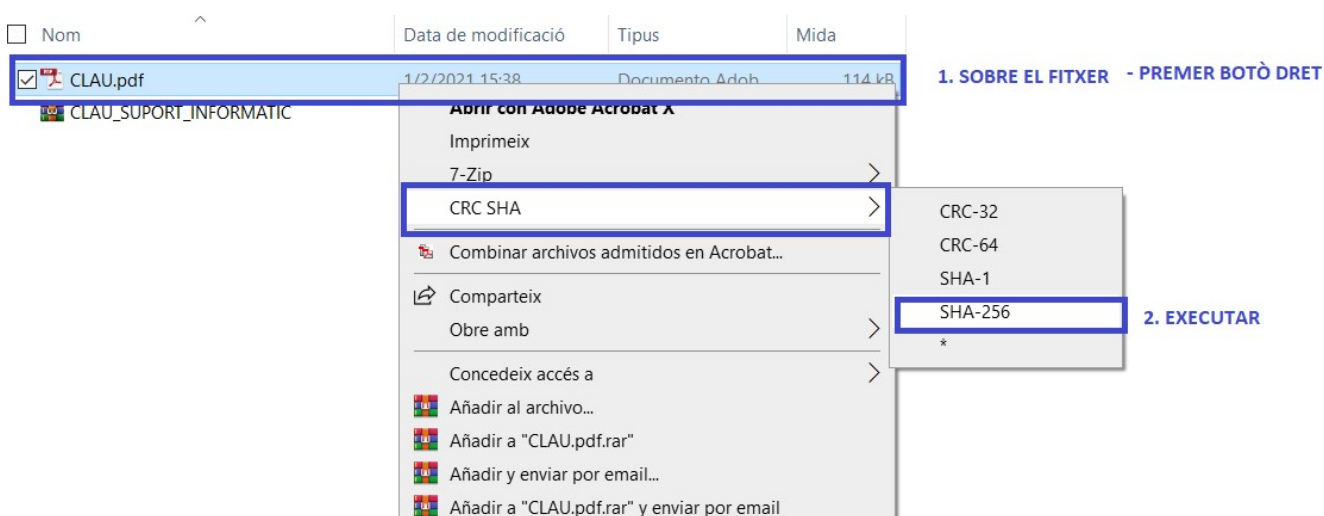 Nom Data de modificació Tipus Mida
CLAU.pdf 1/2/2021 15:38 Documento Adob 114 kB 1. SOBRE EL FITXER - PREMER BOTÒ DRET
CLAU_SUPORT_INFORMATIC
Abrir con Adobe Acrobat X
Imprimeix
7-Zip
CRC SHA
CRC-32
CRC-64
SHA-1
SHA-256 2. EXECUTAR
*
Combinar archivos admitidos en Acrobat...
Comparteix
Obre amb
Concedeix accés a
Añadir al archivo...
Añadir a "CLAU.pdf.rar"
Añadir y enviar por email...
Añadir a "CLAU.pdf.rar" y enviar por email